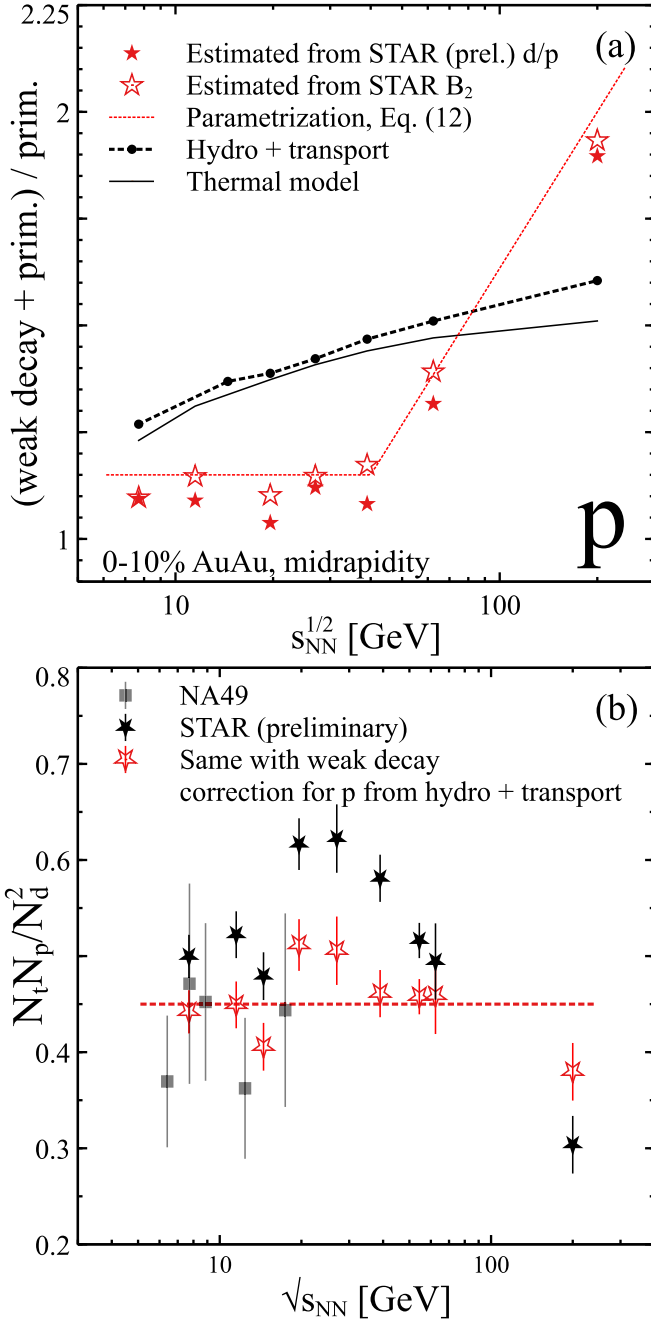 2.25
(a)
Estimated from STAR (prel.) d/p
2
Estimated from STAR B₂
Parametrization, Eq. (12)
Hydro + transport
Thermal model
(weak decay + prim.) / prim.
1
0-10% AuAu, midrapidity
p
10
100
s_NN^1/2 [GeV]
0.8
(b)
NA49
STAR (preliminary)
0.7
Same with weak decay
correction for p from hydro + transport
0.6
0.5
0.4
0.3
0.2
N_tN_p/N_d^2
10
100
√s_NN [GeV]